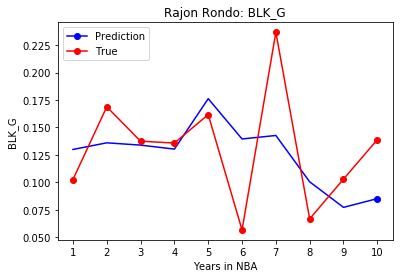 Rajon Rondo: BLK_G
Prediction
True
0.225
0.200
0.175
0.150
0.125
0.100
0.075
0.050
BLK_G
1 2 3 4 5 6 7 8 9 10
Years in NBA